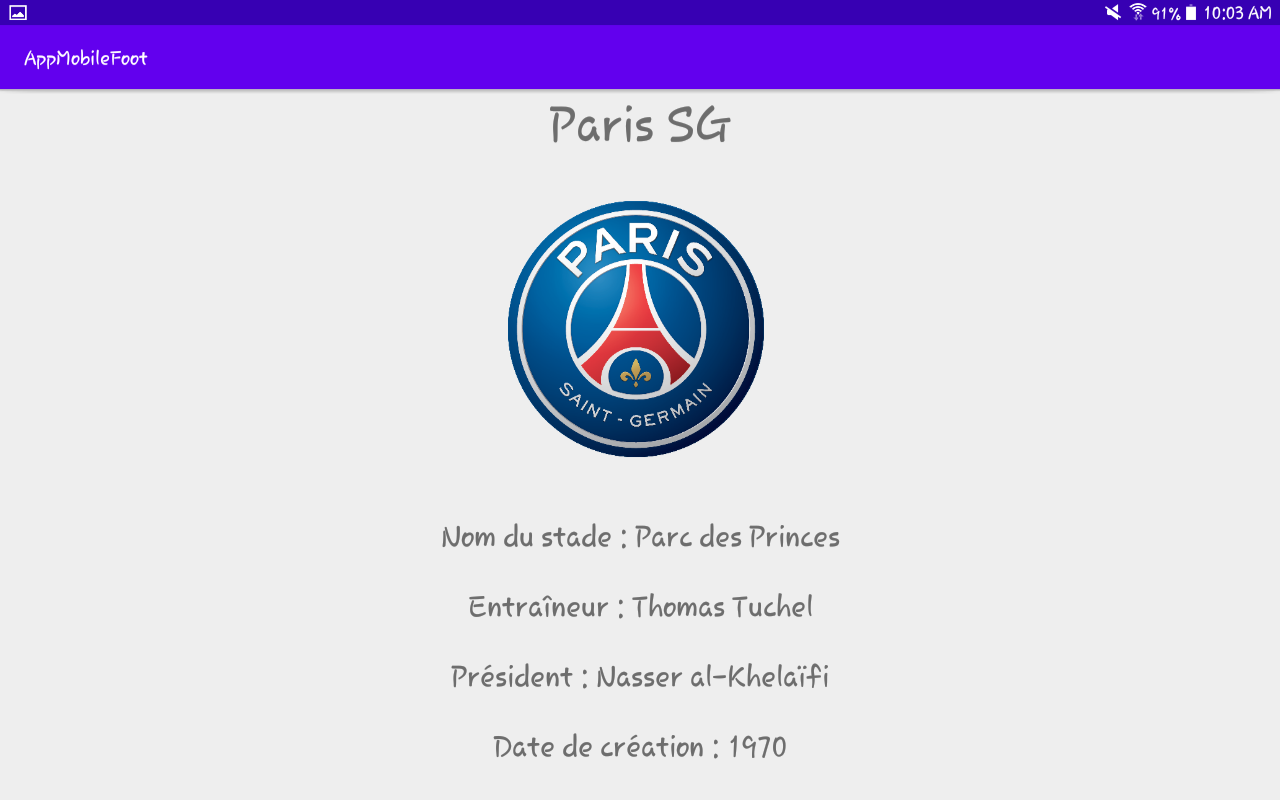 91% 10:03 AM
AppMobileFoot
Paris SG
PARIS
SAINT - GERMAIN
Nom du stade : Parc des Princes
Entraîneur : Thomas Tuchel
Président : Nasser al-Khelaïfi
Date de création : 1970